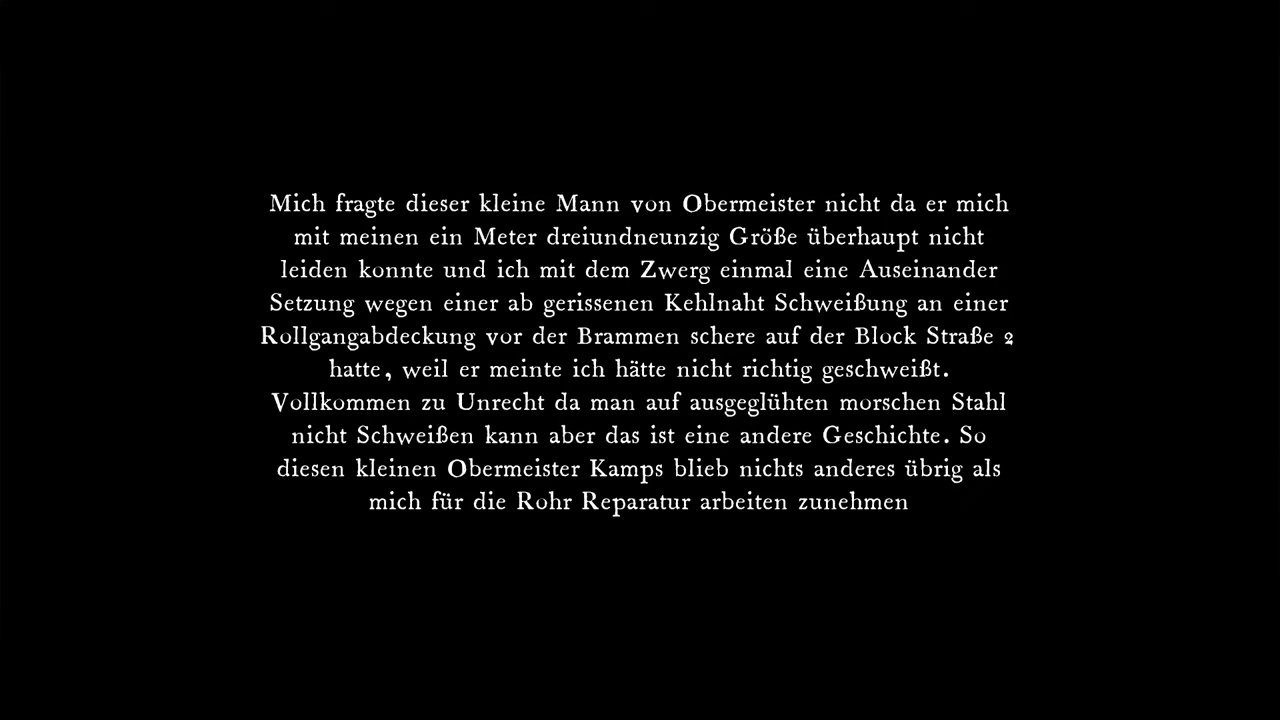 Mich fragte dieser kleine Mann von Obermeister nicht da er mich
mit meinen ein Meter dreiundneunzig Größe überhaupt nicht
leiden konnte und ich mit dem Zwerg einmal eine Auseinander
Setzung wegen einer ab gerissenen Kehlnaht Schweißung an einer
Rollgangabdeckung vor der Brammen schere auf der Block Straße 2
hatte, weil er meinte ich hätte nicht richtig geschweißt.
Vollkommen zu Unrecht da man auf ausgeglühten morschen Stahl
nicht Schweißen kann aber das ist eine andere Geschichte. So
diesen kleinen Obermeister Kamps blieb nichts anderes übrig als
mich für die Rohr Reparatur arbeiten zunehmen